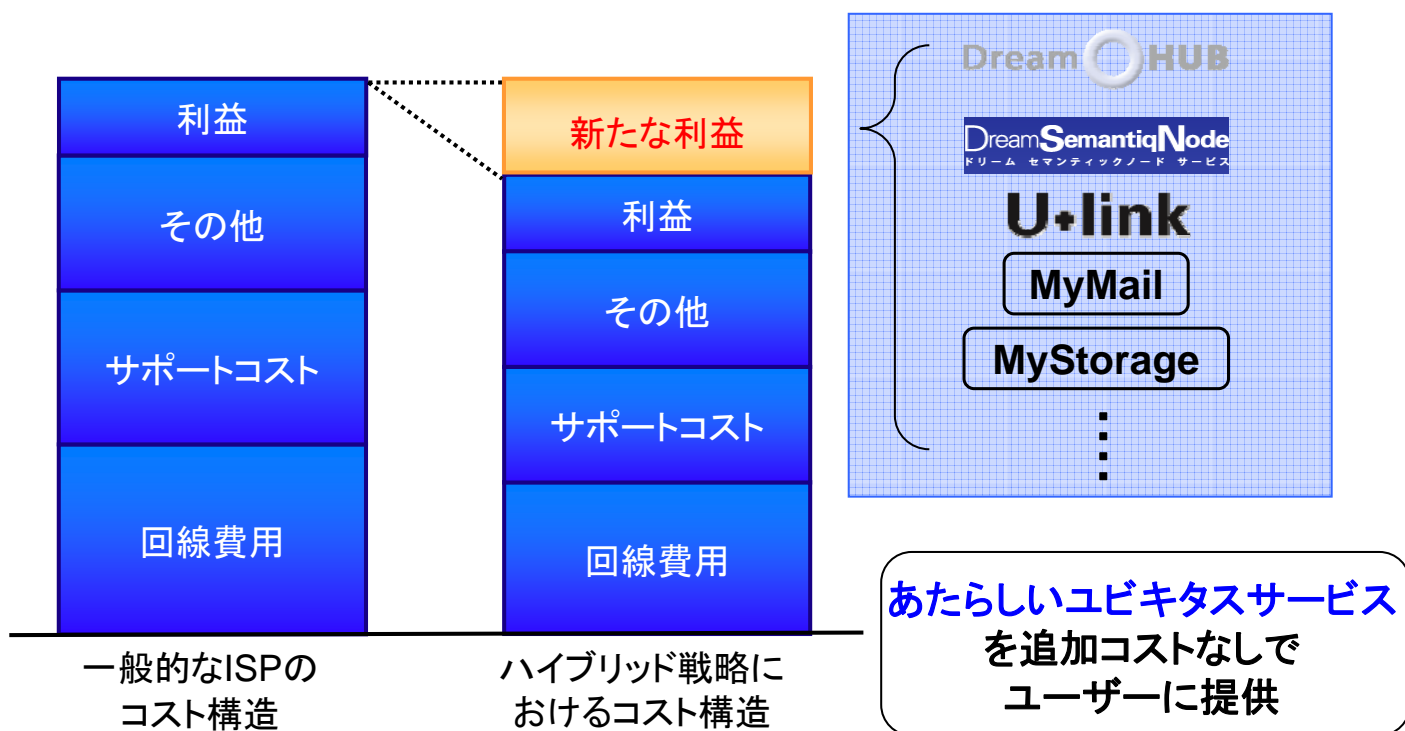 利益
その他
サポートコスト
回線費用
一般的なISPの
コスト構造
新たな利益
利益
その他
サポートコスト
回線費用
ハイブリッド戦略に
おけるコスト構造
Dream HUB
DreamSemantiqNode
ドリーム セマンティックノード サービス
U+link
MyMail
MyStorage
あたらしいユビキタスサービス
を追加コストなしで
ユーザーに提供